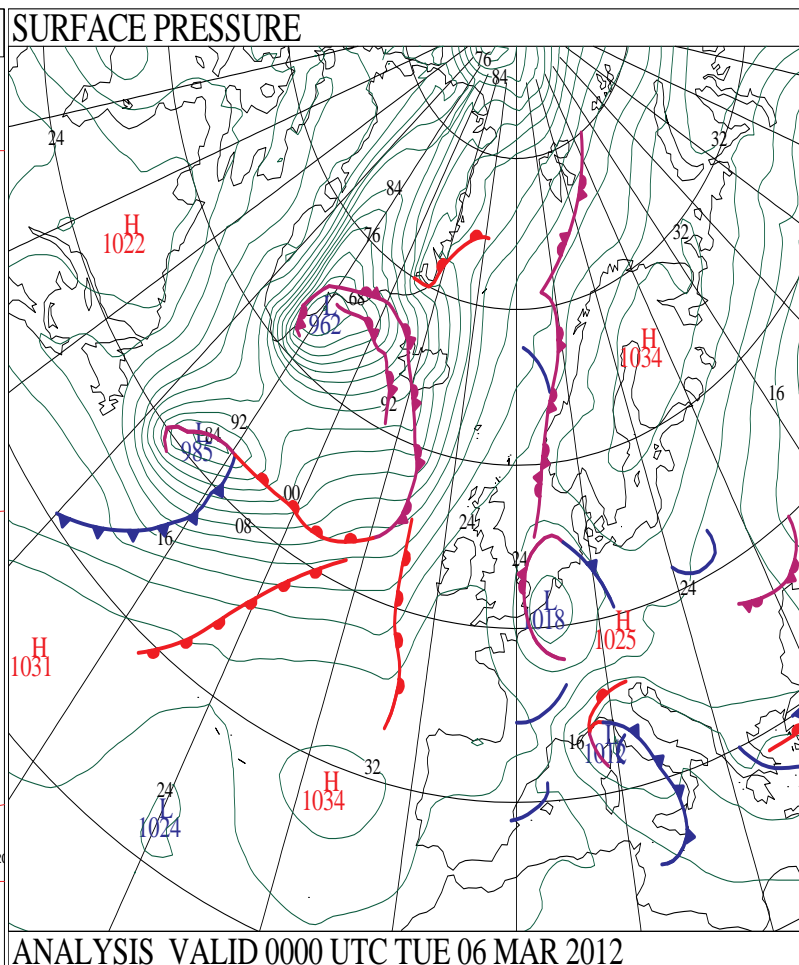 SURFACE PRESSURE
76
84
24
32
84
H
1022
76
32
68
L
962
H
1034
92
16
92
L
84
985
00
16
08
24
24
24
L
1018
H
1025
H
1031
16
L
1012
32
H
1034
24
L
1024
ANALYSIS VALID 0000 UTC TUE 06 MAR 2012